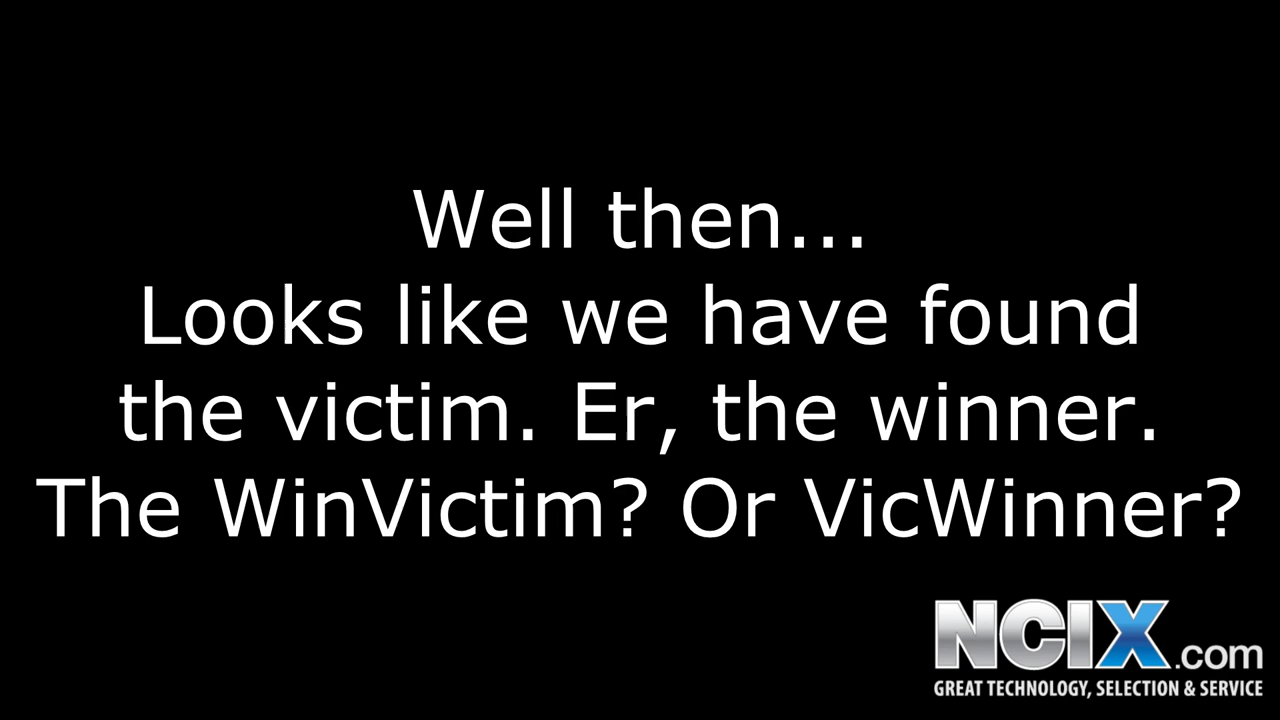 Well then...
Looks like we have found
the victim. Er, the winner.
The WinVictim? Or VicWinner?
NCIX.com
GREAT TECHNOLOGY, SELECTION & SERVICE